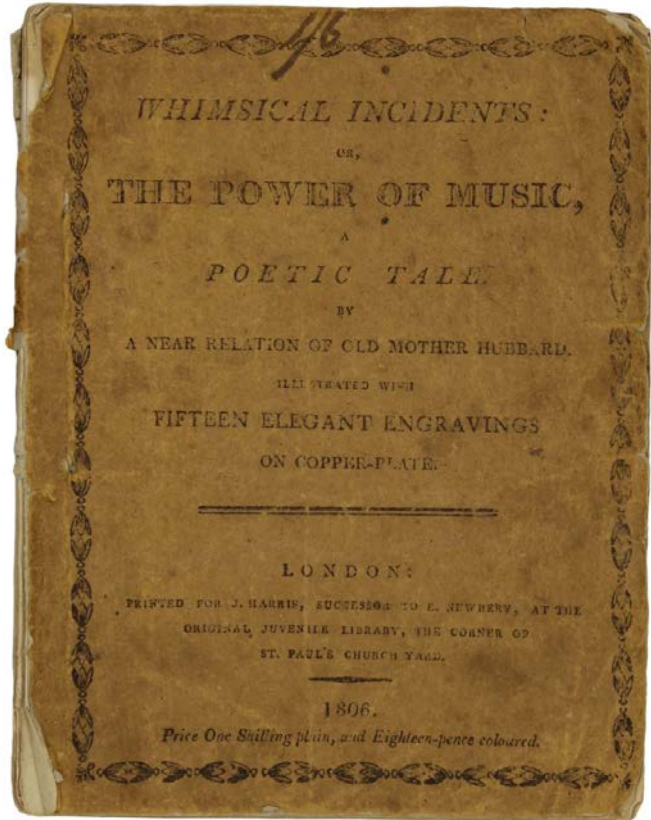 1/6
WHIMSICAL INCIDENTS:
OR,
THE POWER OF MUSIC,
A
POETIC TALE.
BY
A NEAR RELATION OF OLD MOTHER HUBBARD.
ILLUSTRATED WITH
FIFTEEN ELEGANT ENGRAVINGS
ON COPPER-PLATE.
LONDON:
PRINTED FOR J. HARRIS, SUCCESSOR TO E. NEWBERY, AT THE
ORIGINAL JUVENILE LIBRARY, THE CORNER OF
ST. PAUL'S CHURCH YARD.
1806.
Price One Shilling plain, and Eighteen-pence coloured.